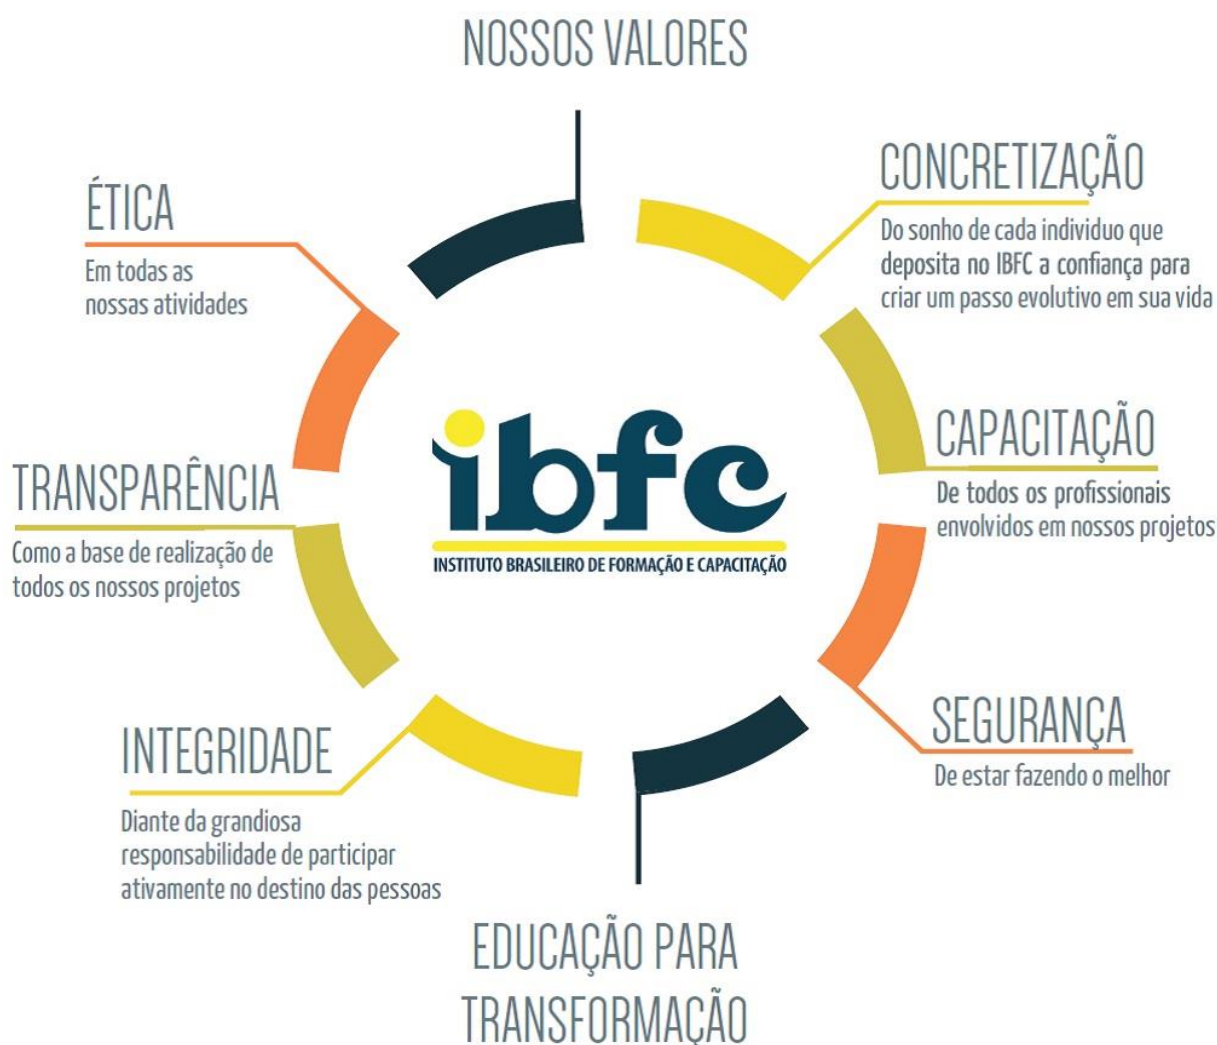 NOSSOS VALORES
CONCRETIZAÇÃO
Do sonho de cada individuo que
deposita no IBFC a confiança para
criar um passo evolutivo em sua vida
CAPACITAÇÃO
De todos os profissionais
envolvidos em nossos projetos
SEGURANÇA
De estar fazendo o melhor
EDUCAÇÃO PARA
TRANSFORMAÇÃO
INTEGRIDADE
Diante da grandiosa
responsabilidade de participar
ativamente no destino das pessoas
TRANSPARÊNCIA
Como a base de realização de
todos os nossos projetos
ÉTICA
Em todas as
nossas atividades
ibfc
INSTITUTO BRASILEIRO DE FORMAÇÃO E CAPACITAÇÃO